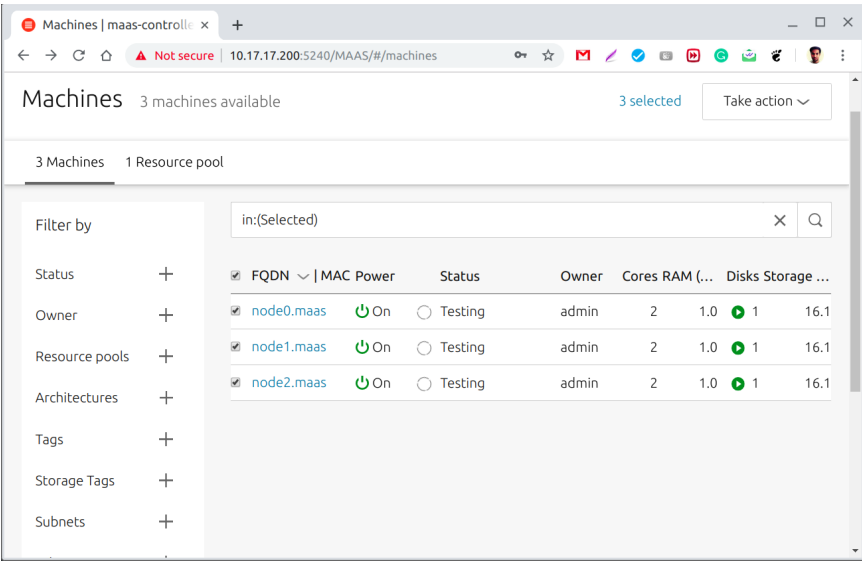 Machines | maas-controlle
Not secure | 10.17.17.200:5240/MAAS/#/machines
Machines 3 machines available 3 selected Take action
3 Machines 1 Resource pool
Filter by
in:(Selected)
Status
FQDN | MAC Power Status Owner Cores RAM (... Disks Storage ...
Owner
node0.maas On Testing admin 2 1.0 1 16.1
Resource pools
node1.maas On Testing admin 2 1.0 1 16.1
Architectures
node2.maas On Testing admin 2 1.0 1 16.1
Tags
Storage Tags
Subnets